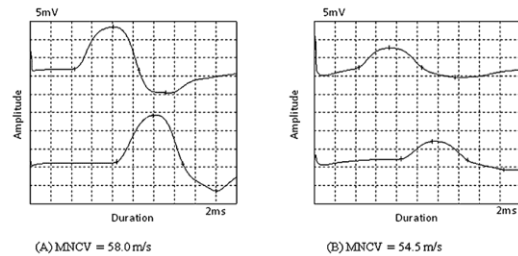 5mV
Amplitude
Duration
2ms
(A) MNCV = 58.0 m/s
5mV
Amplitude
Duration
2ms
(B) MNCV = 54.5 m/s